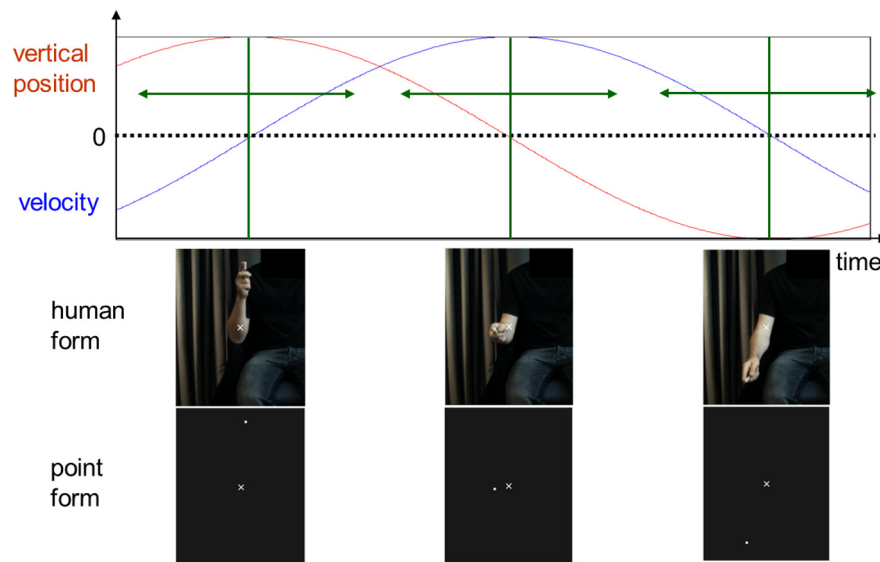 vertical
position
0
velocity
time
human
form
point
form